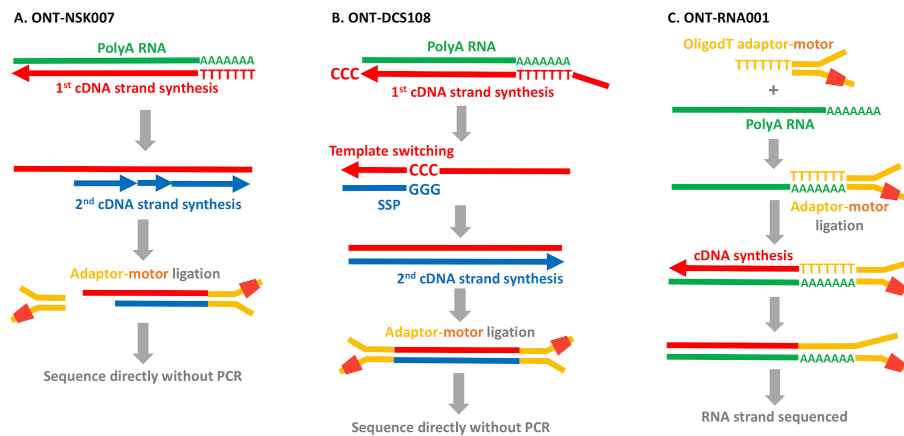 A. ONT-NSK007
PolyA RNA
AAAAAAA
TTTTTTT
1st cDNA strand synthesis
2nd cDNA strand synthesis
Adaptor-motor ligation
Sequence directly without PCR
B. ONT-DCS108
PolyA RNA
AAAAAAA
CCC
TTTTTTT
1st cDNA strand synthesis
Template switching
CCC
GGG
SSP
2nd cDNA strand synthesis
Adaptor-motor ligation
Sequence directly without PCR
C. ONT-RNA001
OligodT adaptor-motor
TTTTTTT
+
AAAAAAA
PolyA RNA
TTTTTTT
AAAAAAA
Adaptor-motor
ligation
cDNA synthesis
TTTTTTT
AAAAAAA
AAAAAAA
RNA strand sequenced